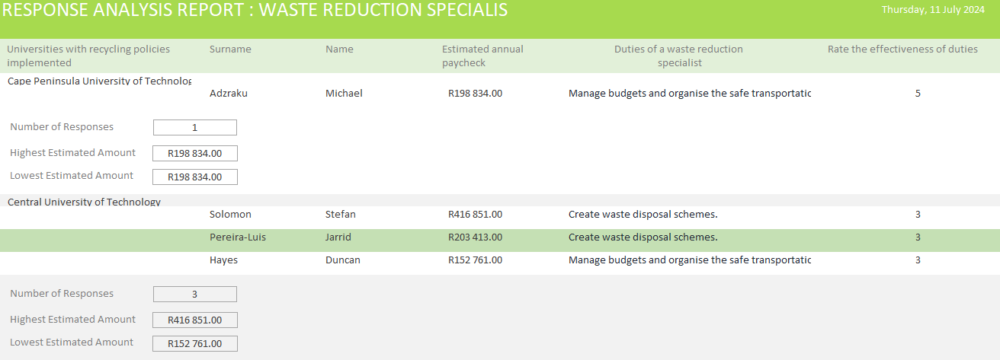 RESPONSE ANALYSIS REPORT : WASTE REDUCTION SPECIALIS
Thursday, 11 July 2024
Universities with recycling policies implemented Surname Name Estimated annual paycheck Duties of a waste reduction specialist Rate the effectiveness of duties
Cape Peninsula University of Technolog
Adzraku Michael R198 834.00 Manage budgets and organise the safe transportatic 5
Number of Responses 1
Highest Estimated Amount R198 834.00
Lowest Estimated Amount R198 834.00
Central University of Technology
Solomon Stefan R416 851.00 Create waste disposal schemes. 3
Pereira-Luis Jarrid R203 413.00 Create waste disposal schemes. 3
Hayes Duncan R152 761.00 Manage budgets and organise the safe transportatic 3
Number of Responses 3
Highest Estimated Amount R416 851.00
Lowest Estimated Amount R152 761.00